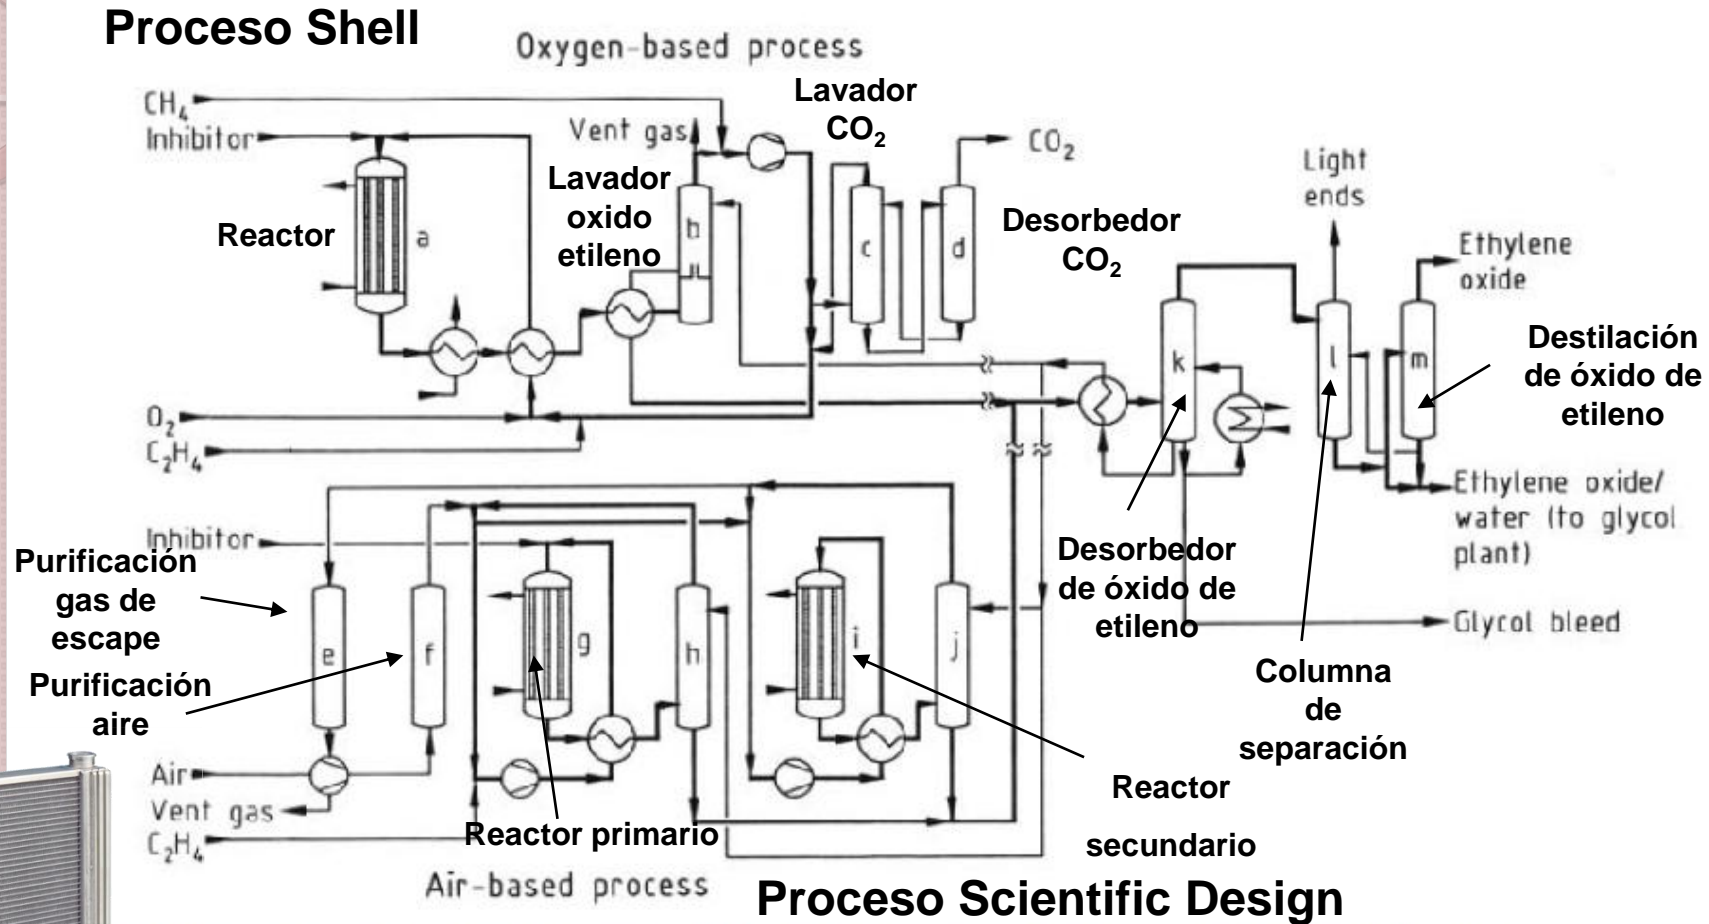 Proceso Shell
Oxygen-based process
CH₄
Inhibitor
Vent gas
Lavador
CO₂
CO₂
Lavador
oxido
etileno
Reactor
a
b
c
d
Desorbedor
CO₂
Light
ends
Ethylene
oxide
Destilación
de óxido de
etileno
k
l
m
O₂
C₂H₄
Ethylene oxide/
water (to glycol
plant)
Inhibitor
Purificación
gas de
escape
Purificación
aire
e
f
g
h
i
j
Desorbedor
de óxido de
etileno
Glycol bleed
Columna
de
separación
Air
Vent gas
C₂H₄
Reactor primario
Reactor
secundario
Air-based process
Proceso Scientific Design